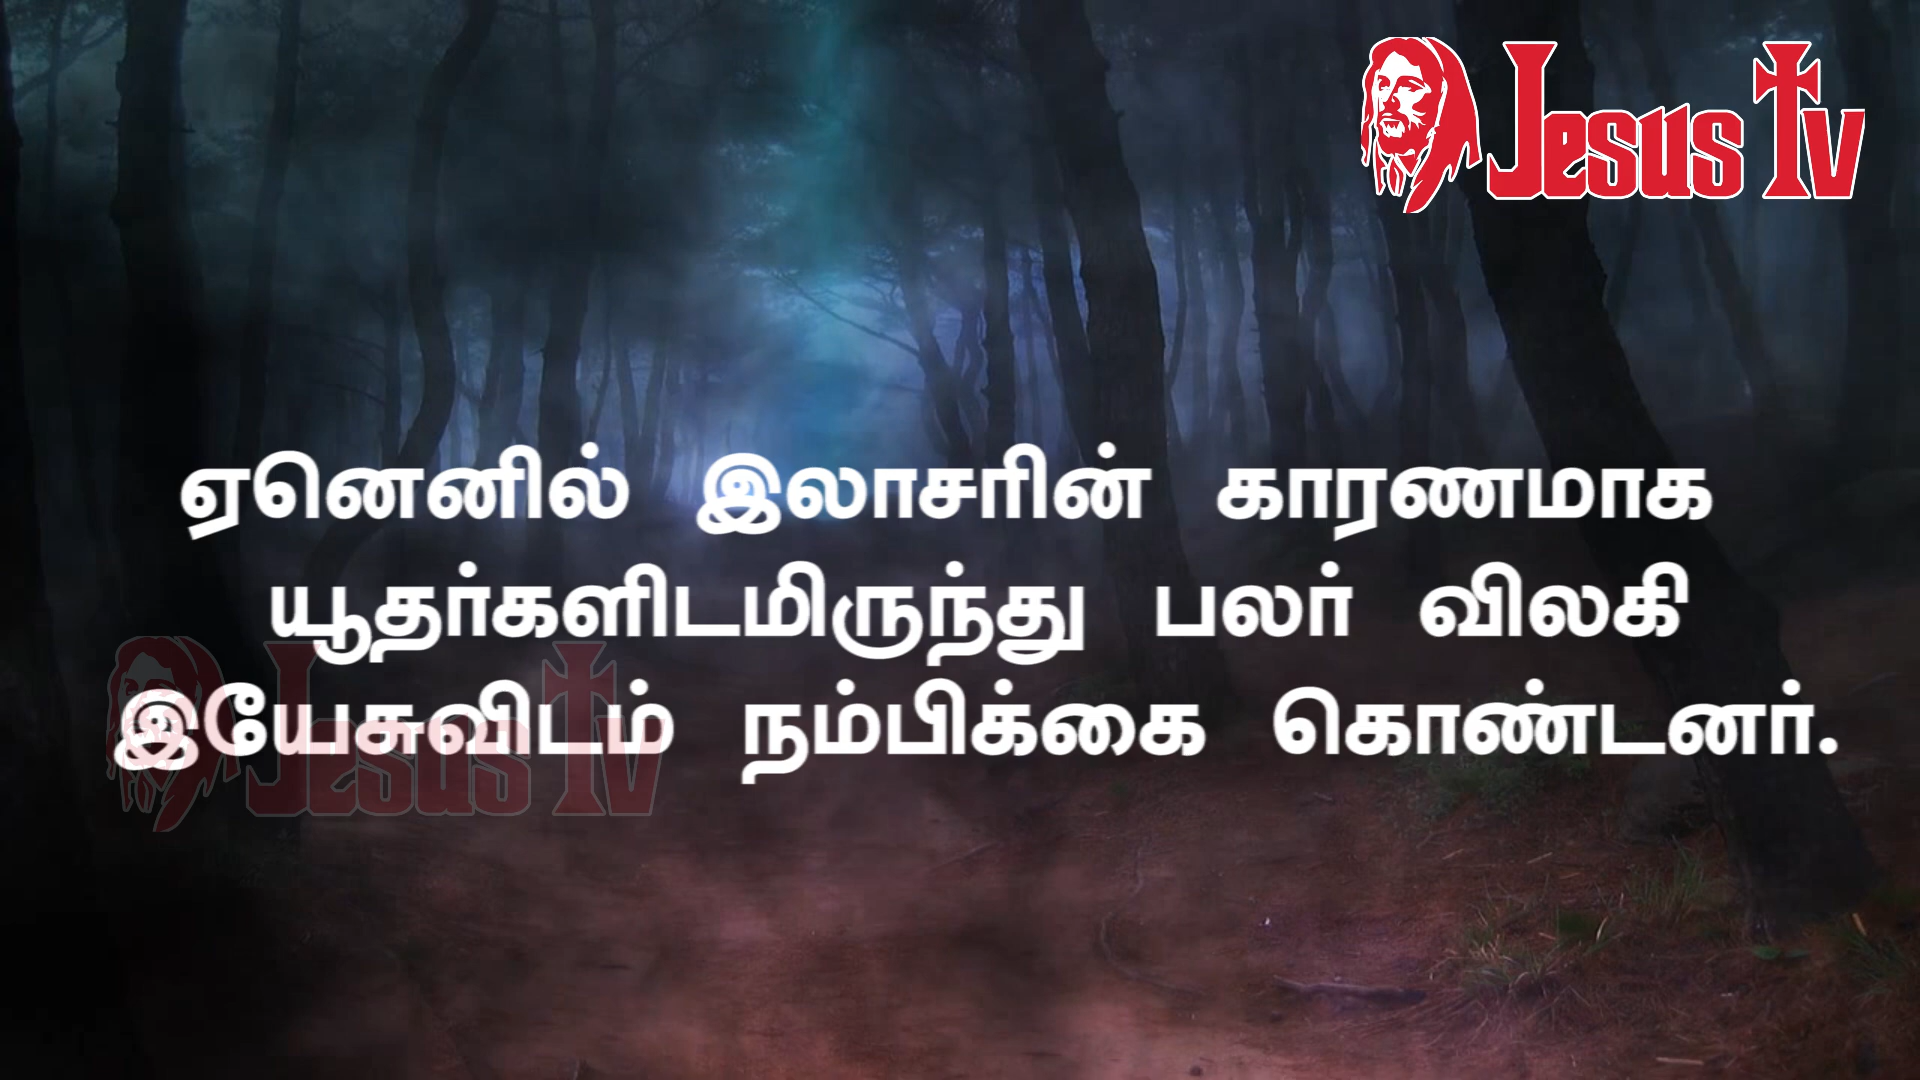 Jesus Tv
ஏனெனில் இலாசரின் காரணமாக
யூதர்களிடமிருந்து பலர் விலகி
இயேசுவிடம் நம்பிக்கை கொண்டனர்.
Jesus Tv